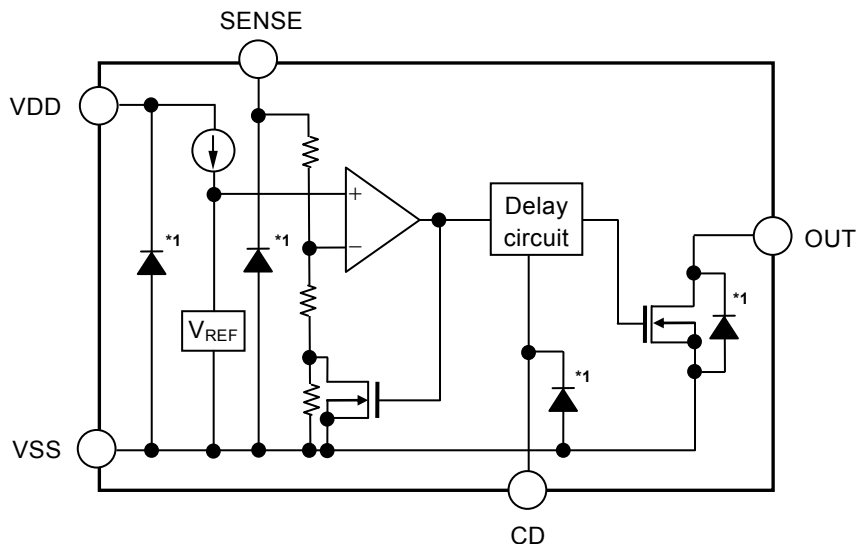 SENSE
VDD
*1
*1
+
−
Delay
circuit
OUT
*1
VREF
*1
VSS
CD